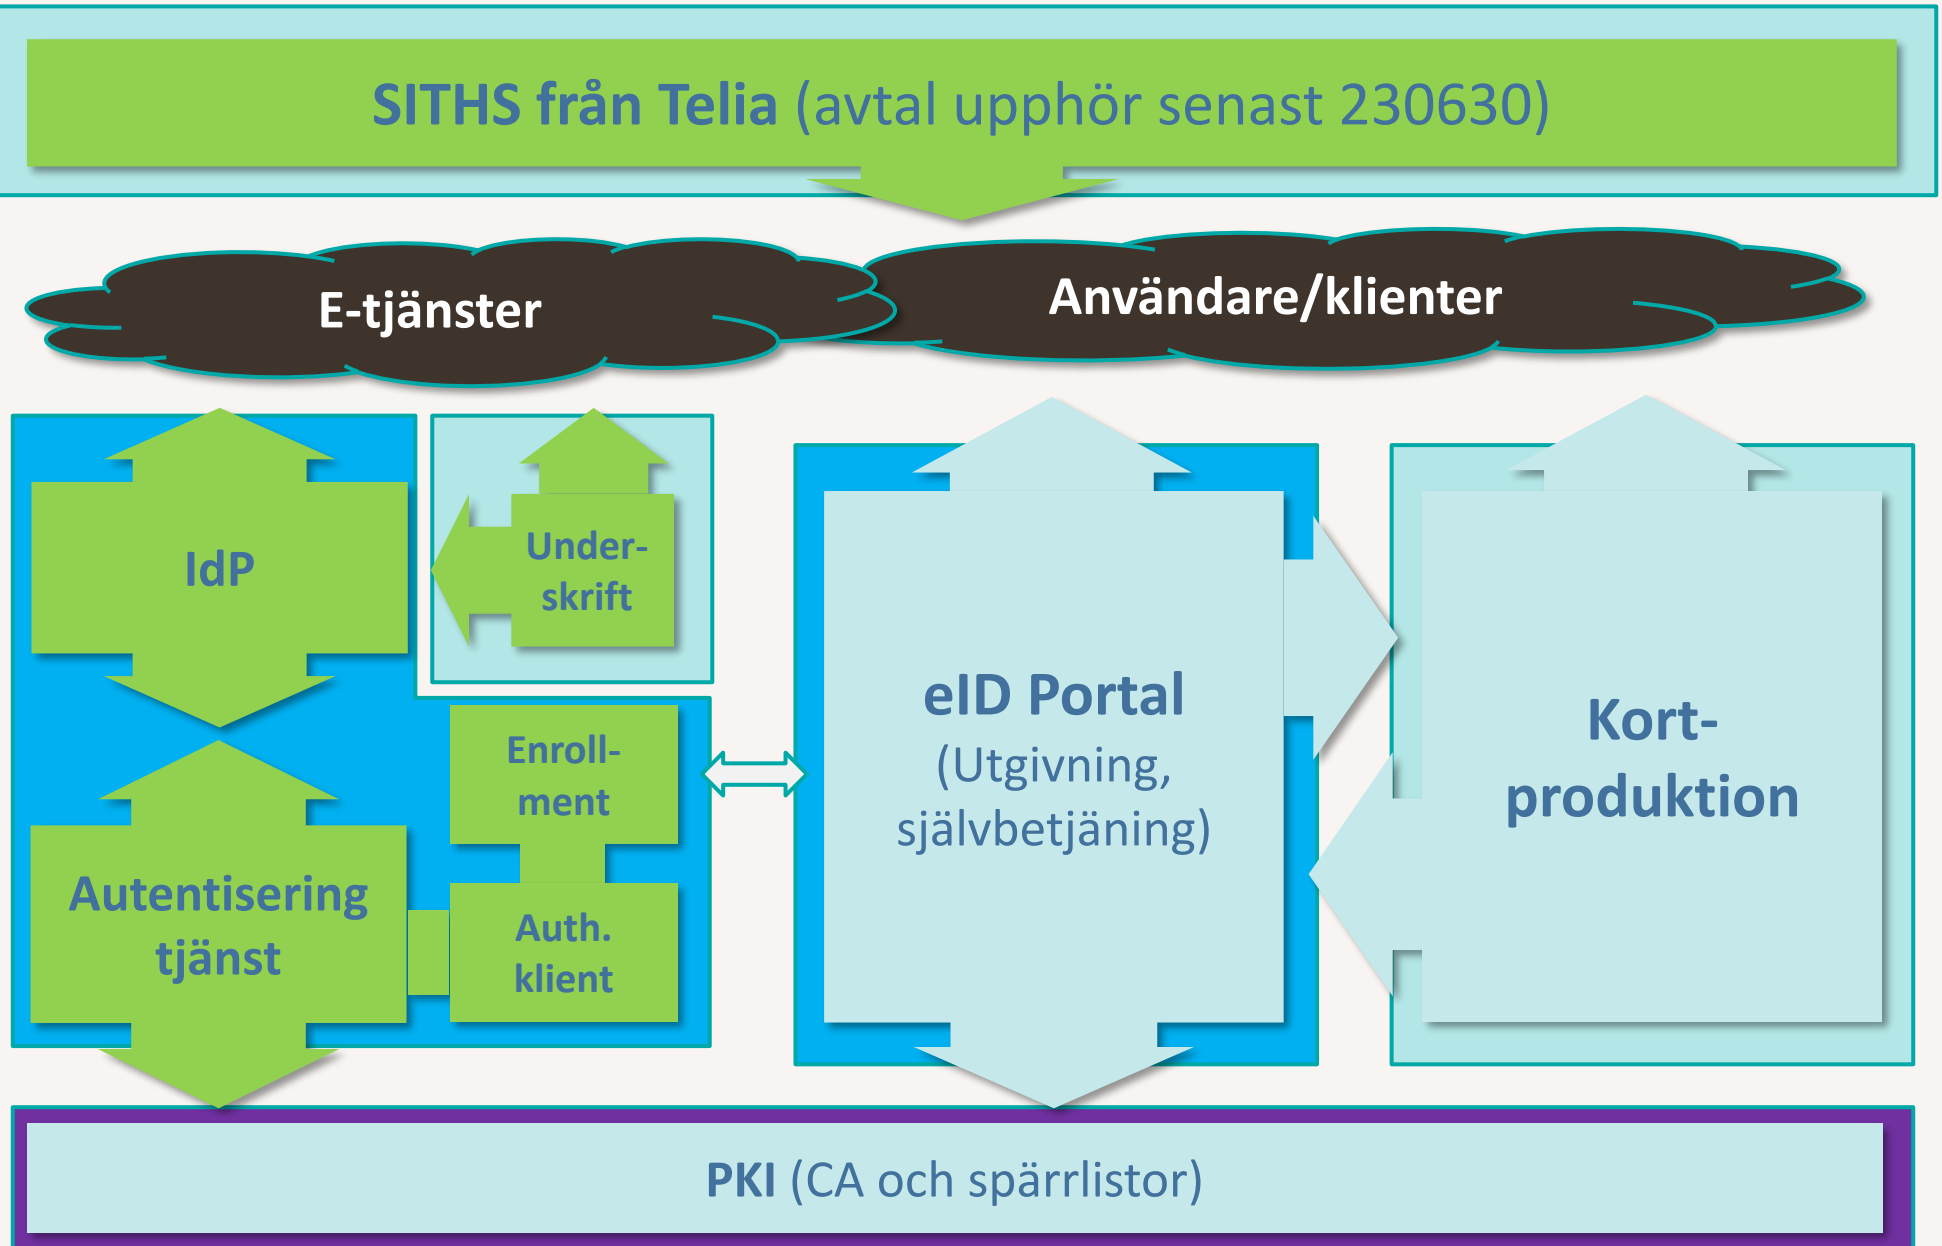 SITHS från Telia (avtal upphör senast 230630)
E-tjänster
Användare/klienter
IdP
Under-
skrift
Enroll-
ment
Autentisering
tjänst
Auth.
klient
eID Portal
(Utgivning,
självbetjäning)
Kort-
produktion
PKI (CA och spärrlistor)